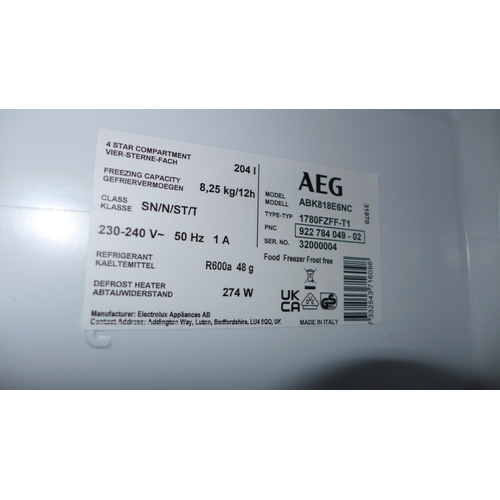 4 STAR COMPARTMENT
VIER-STERNE-FACH
204 l
FREEZING CAPACITY
GEFRIERVERMOEGEN
8,25 kg/12h
CLASS
KLASSE
SN/N/ST/T
230-240 V~ 50 Hz 1 A
REFRIGERANT
KAELTEMITTEL
R600a 48 g
DEFROST HEATER
ABTAUWIDERSTAND
274 W
Manufacturer: Electrolux Appliances AB
Contact Address: Addington Way, Luton, Bedfordshire, LU4 9QQ, UK
AEG
MODEL
MODELL
ABK818E6NC
TYPE-TYP 1780FZFF-T1
PNC 922 784 049 - 02
SER. NO. 32000004
Food Freezer Frost free
UK
CA
MADE IN ITALY
31970
7332543716098